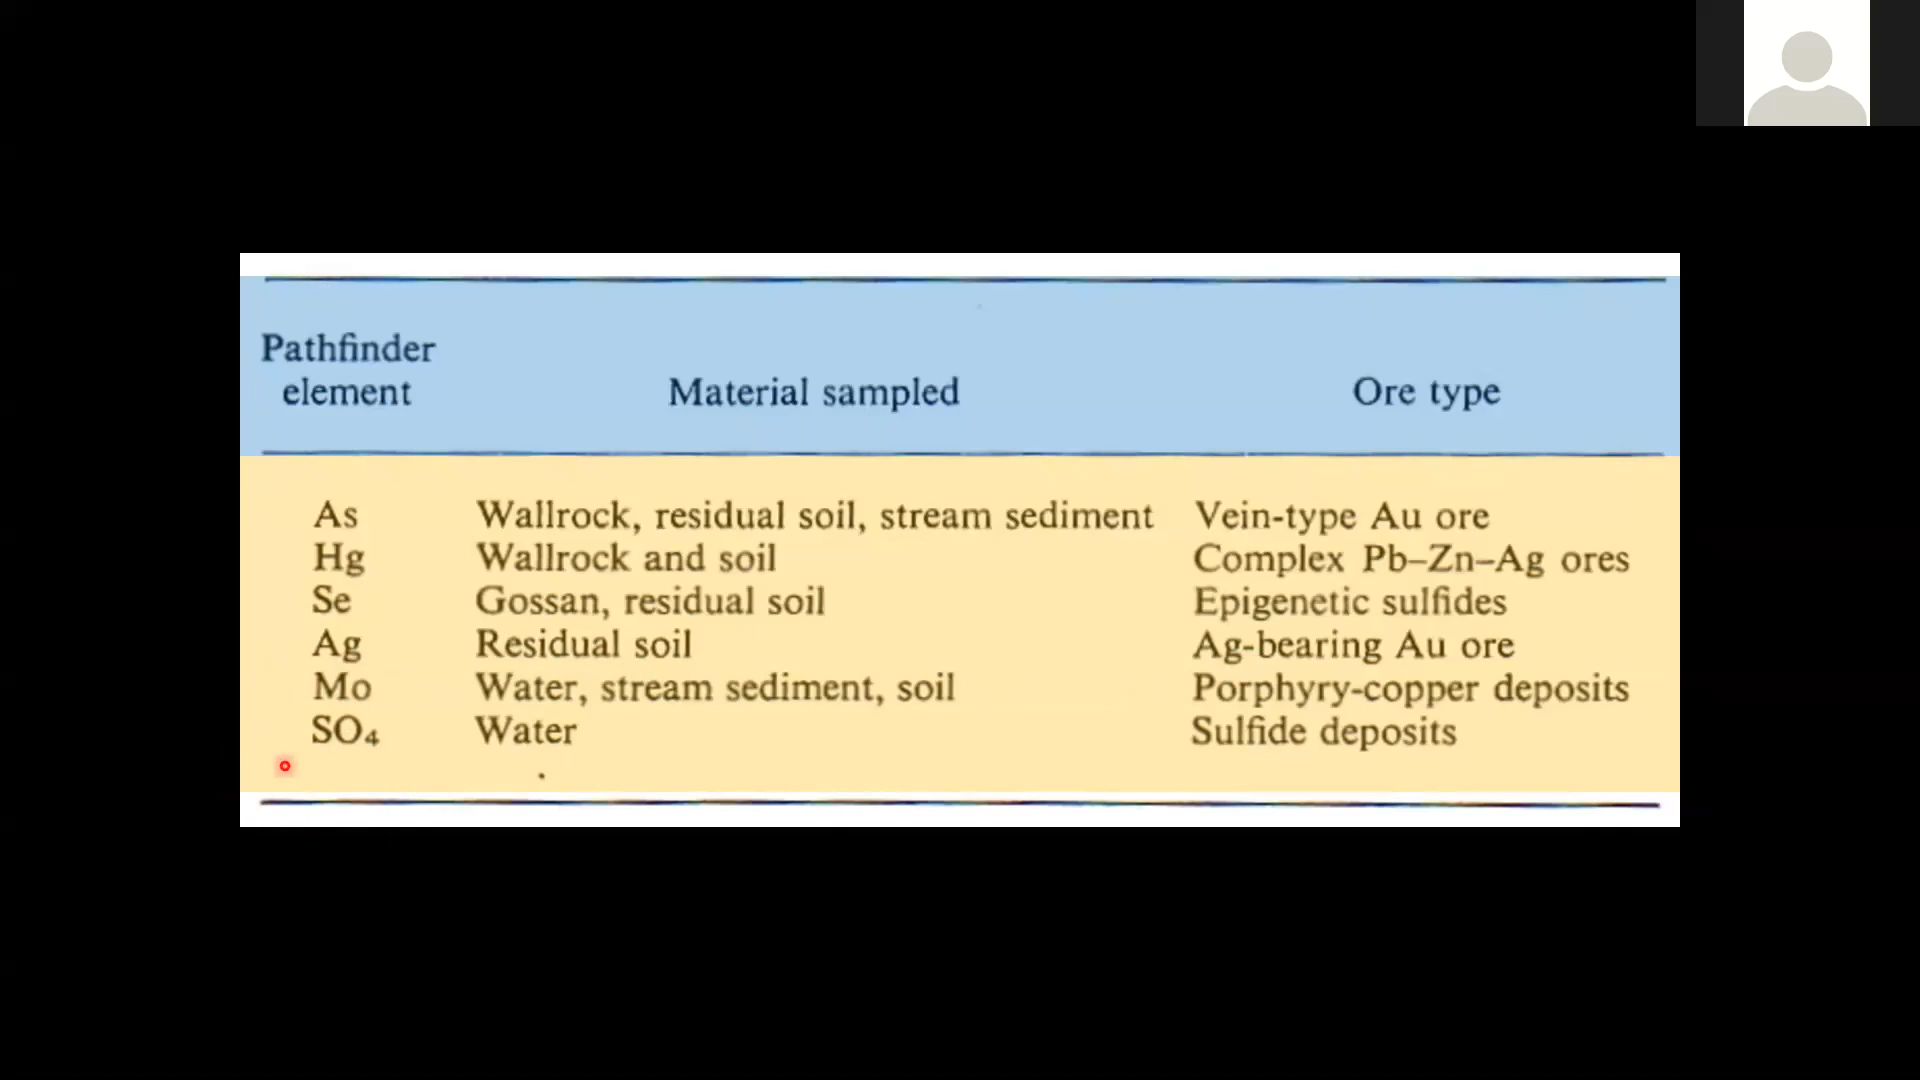 Pathfinder
element Material sampled Ore type
As Wallrock, residual soil, stream sediment Vein-type Au ore
Hg Wallrock and soil Complex Pb–Zn–Ag ores
Se Gossan, residual soil Epigenetic sulfides
Ag Residual soil Ag-bearing Au ore
Mo Water, stream sediment, soil Porphyry-copper deposits
SO₄ Water Sulfide deposits